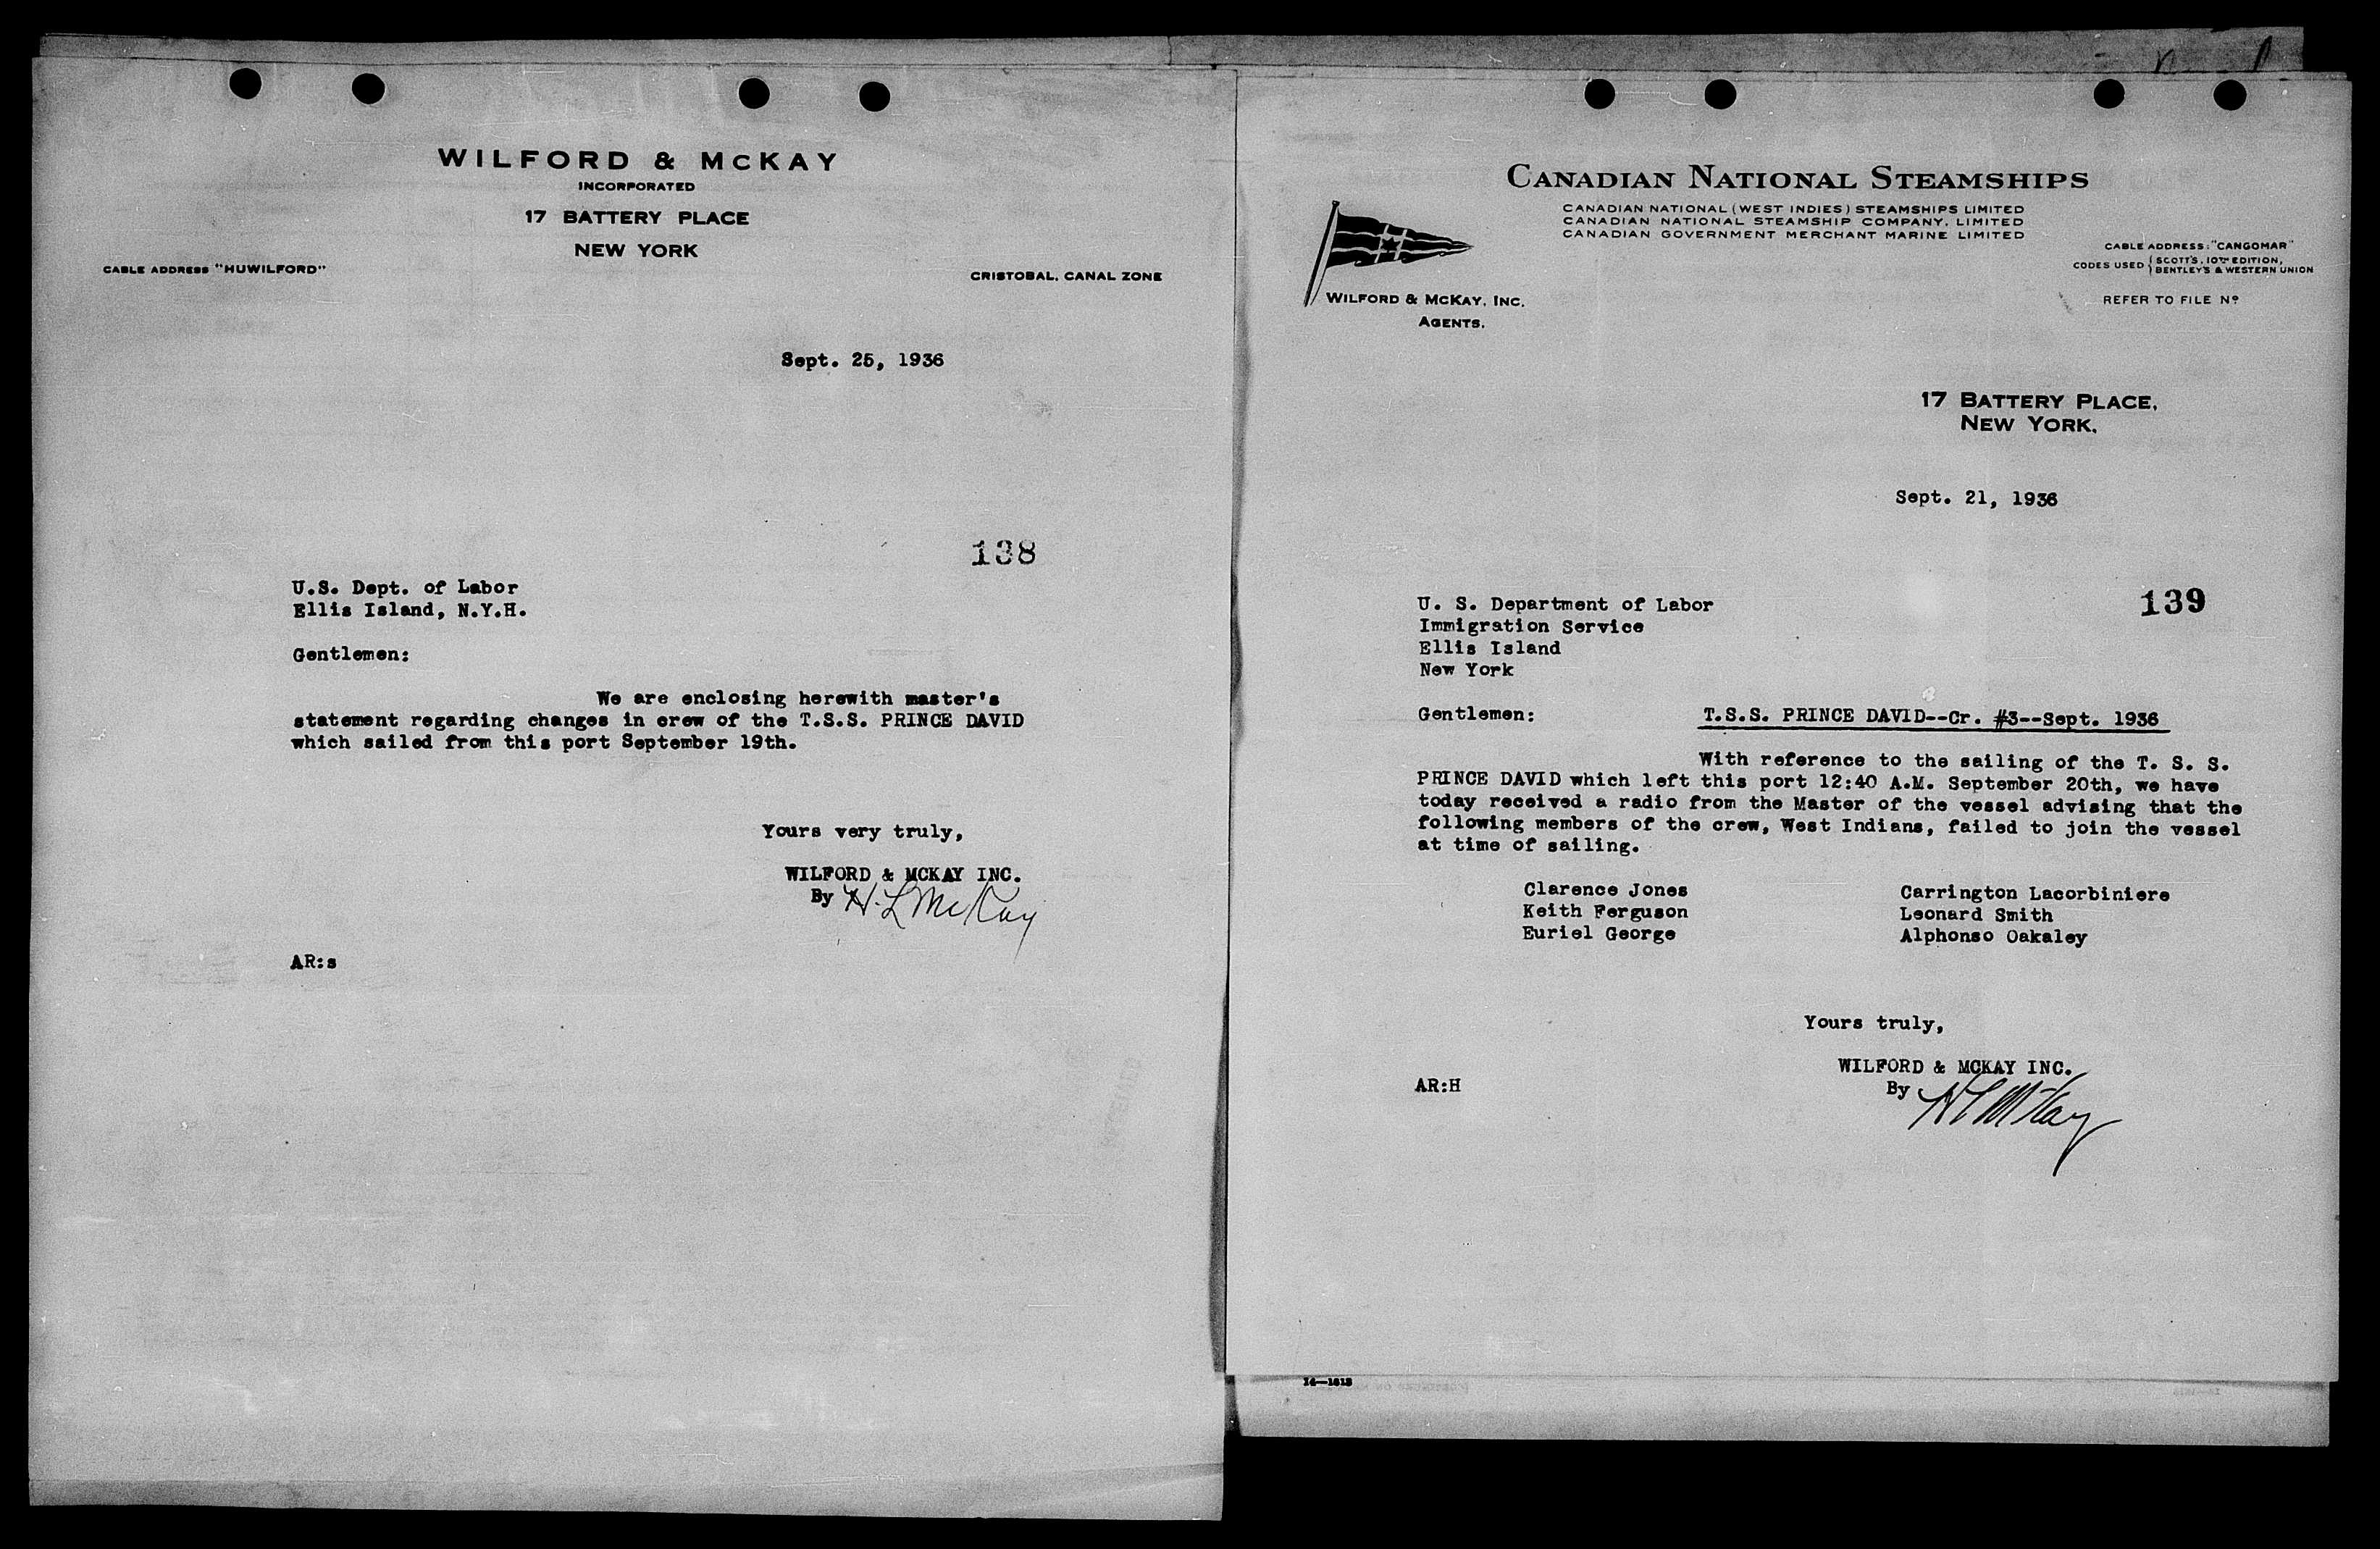 WILFORD & McKAY
INCORPORATED
17 BATTERY PLACE
NEW YORK
CABLE ADDRESS "HUWILFORD"
CRISTOBAL, CANAL ZONE
Sept. 25, 1936
138
U.S. Dept. of Labor
Ellis Island, N.Y.H.
Gentlemen:
We are enclosing herewith master's
statement regarding changes in crew of the T.S.S. PRINCE DAVID
which sailed from this port September 19th.
Yours very truly,
WILFORD & MCKAY INC.
By H. L. McKay
AR:s
CANADIAN NATIONAL STEAMSHIPS
CANADIAN NATIONAL (WEST INDIES) STEAMSHIPS LIMITED
CANADIAN NATIONAL STEAMSHIP COMPANY, LIMITED
CANADIAN GOVERNMENT MERCHANT MARINE LIMITED
CABLE ADDRESS: "CANGOMAR"
CODES USED { SCOTT'S, 10TH EDITION,
BENTLEY'S & WESTERN UNION
REFER TO FILE No
WILFORD & McKAY, INC.
AGENTS.
17 BATTERY PLACE,
NEW YORK.
Sept. 21, 1936
139
U. S. Department of Labor
Immigration Service
Ellis Island
New York
Gentlemen: T.S.S. PRINCE DAVID--Cr. #3--Sept. 1936
With reference to the sailing of the T. S. S.
PRINCE DAVID which left this port 12:40 A.M. September 20th, we have
today received a radio from the Master of the vessel advising that the
following members of the crew, West Indians, failed to join the vessel
at time of sailing.
Clarence Jones Carrington Lacorbiniere
Keith Ferguson Leonard Smith
Euriel George Alphonso Oakaley
Yours truly,
WILFORD & MCKAY INC.
By H L McKay
AR:H
14—1613